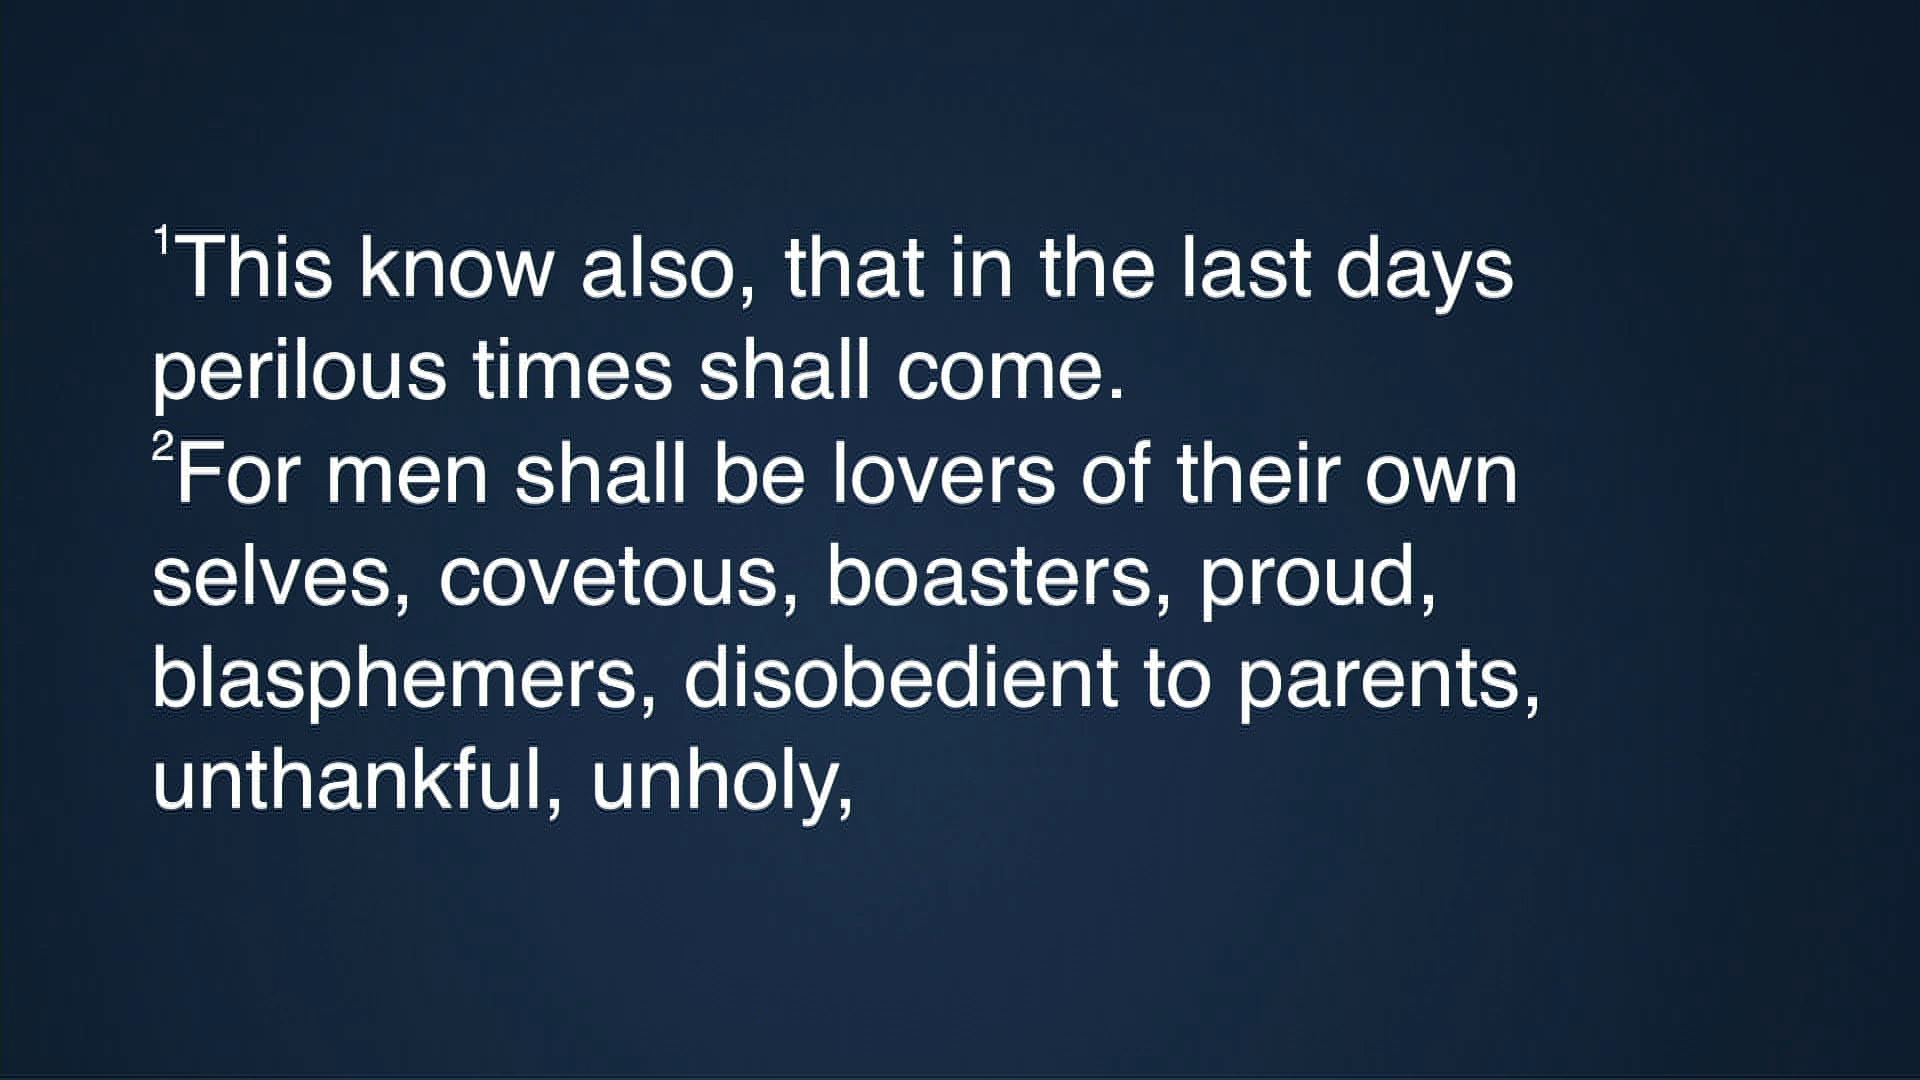 ¹This know also, that in the last days
perilous times shall come.
²For men shall be lovers of their own
selves, covetous, boasters, proud,
blasphemers, disobedient to parents,
unthankful, unholy,